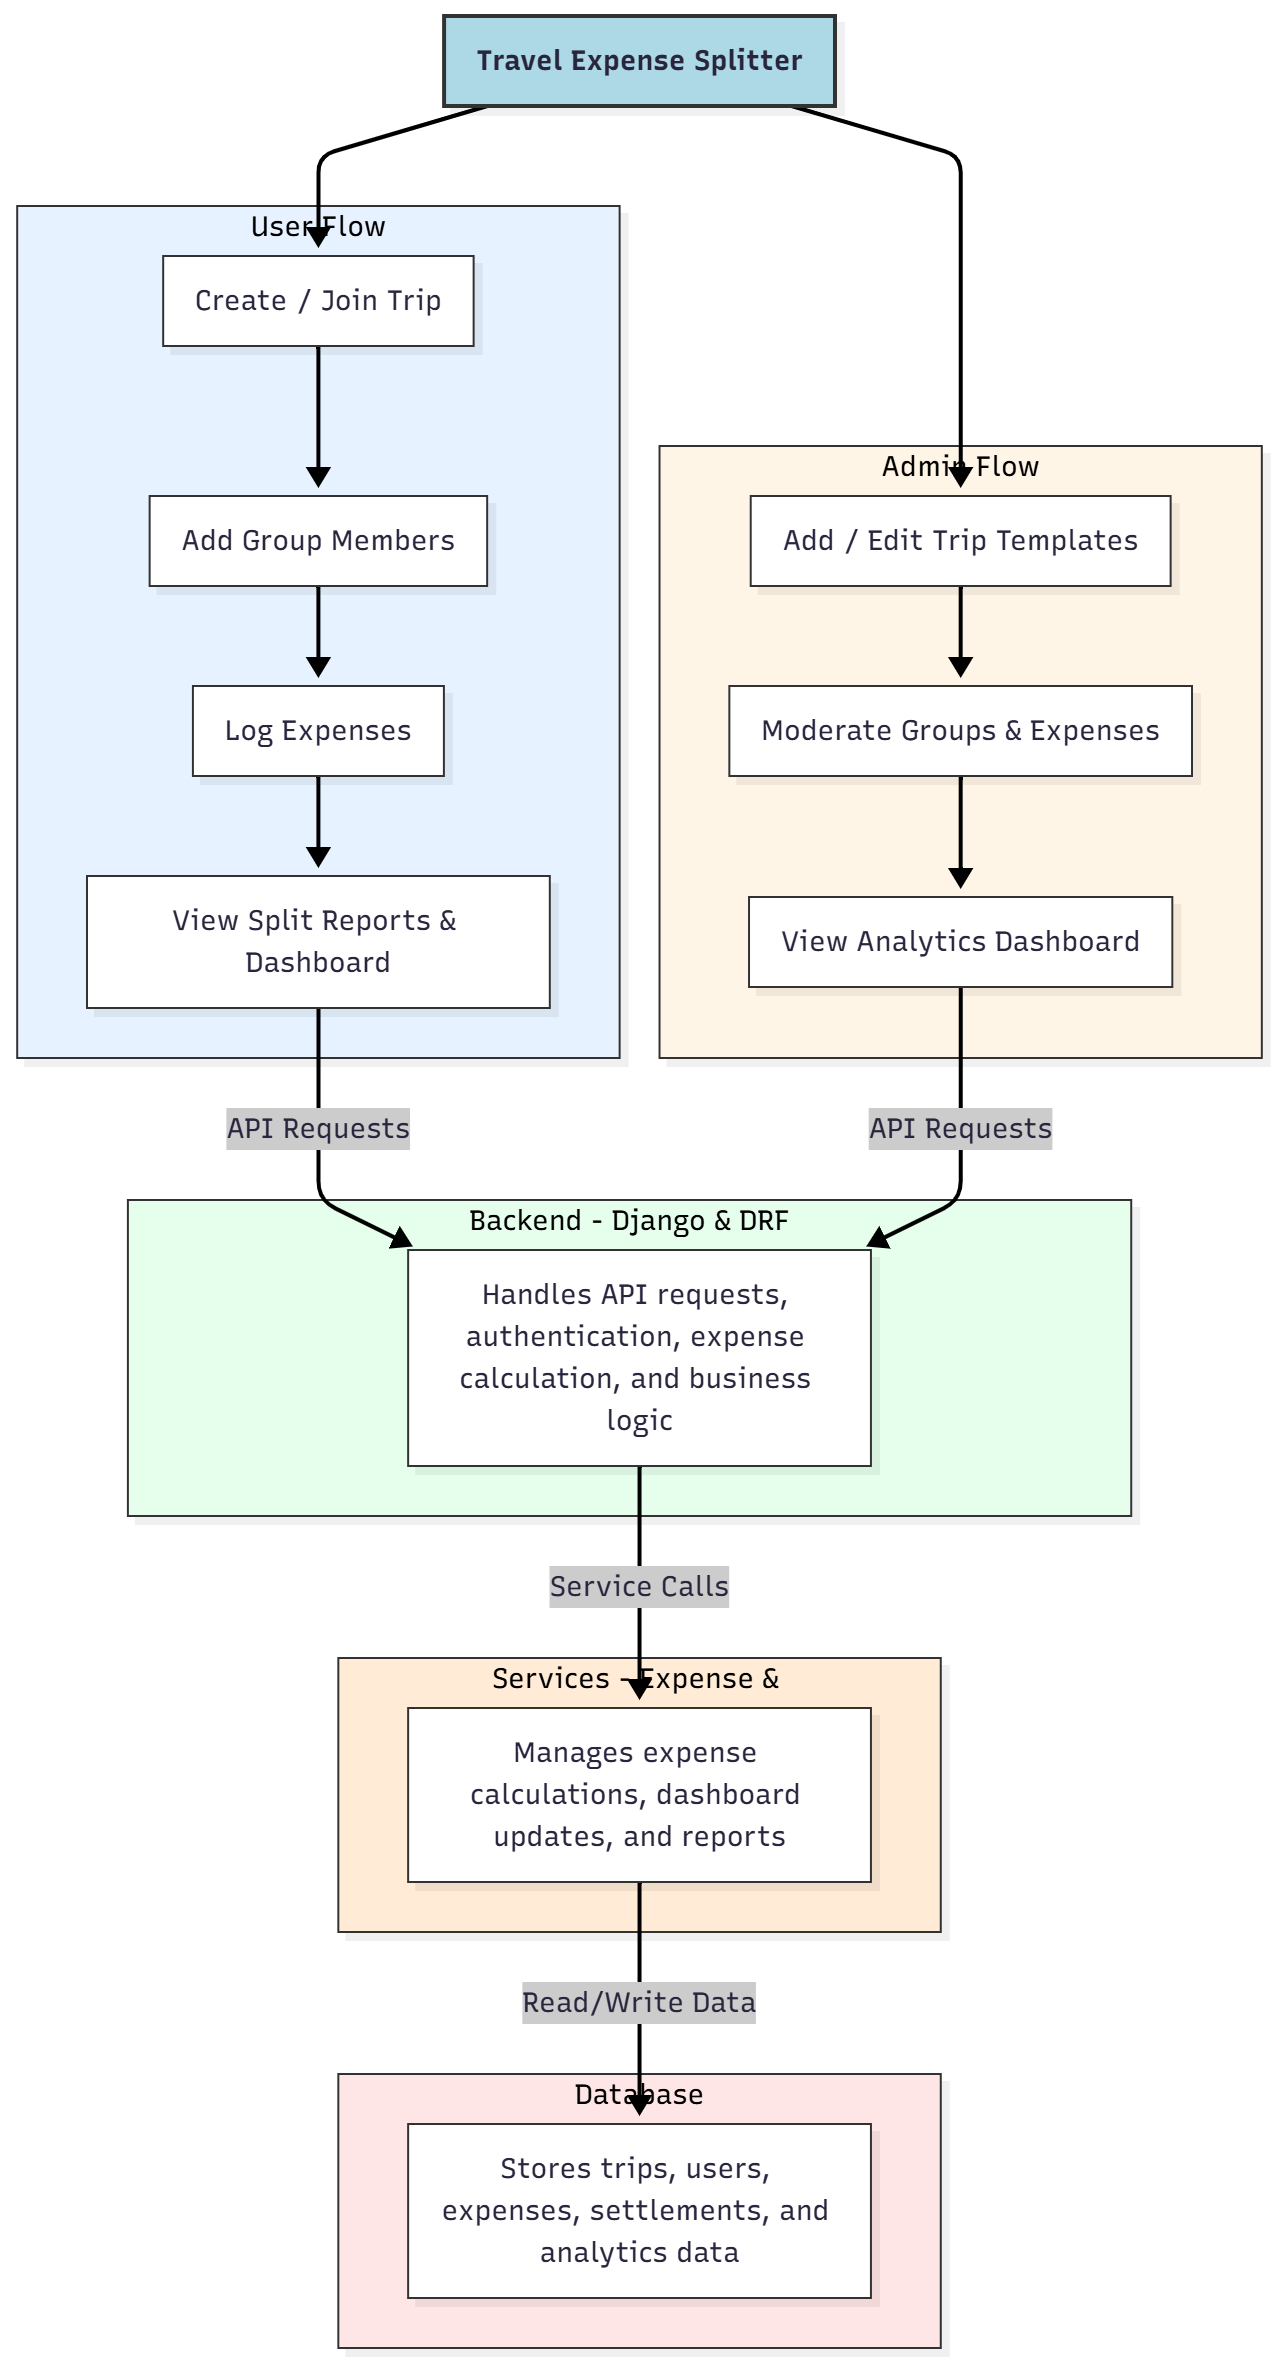 Travel Expense Splitter
User Flow
Create / Join Trip
Add Group Members
Log Expenses
View Split Reports &
Dashboard
Admin Flow
Add / Edit Trip Templates
Moderate Groups & Expenses
View Analytics Dashboard
API Requests
API Requests
Backend - Django & DRF
Handles API requests,
authentication, expense
calculation, and business
logic
Service Calls
Services - Expense &
Manages expense
calculations, dashboard
updates, and reports
Read/Write Data
Database
Stores trips, users,
expenses, settlements, and
analytics data